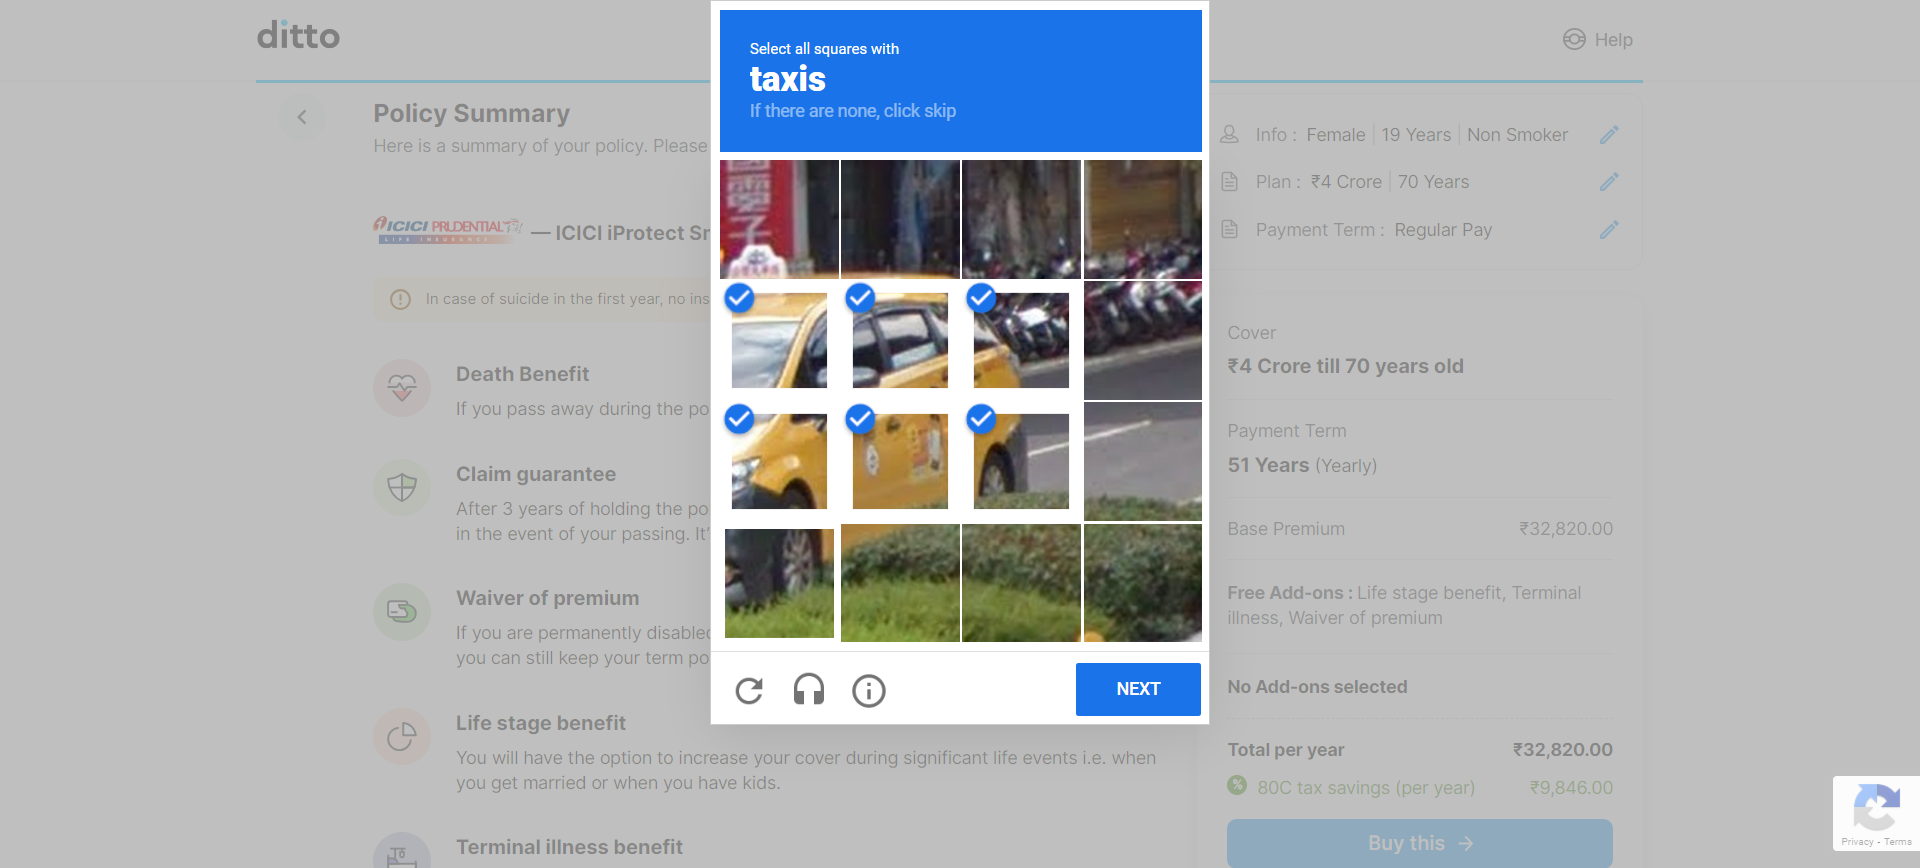 ditto
Help
Select all squares with
taxis
If there are none, click skip
Policy Summary
Here is a summary of your policy. Please
ICICI PRUDENTIAL
LIFE INSURANCE
— ICICI iProtect Sr
In case of suicide in the first year, no ins
Death Benefit
If you pass away during the po
Claim guarantee
After 3 years of holding the po
in the event of your passing. It'
Waiver of premium
If you are permanently disabled
you can still keep your term po
Life stage benefit
You will have the option to increase your cover during significant life events i.e. when
you get married or when you have kids.
Terminal illness benefit
NEXT
Info : Female | 19 Years | Non Smoker
Plan : ₹4 Crore | 70 Years
Payment Term : Regular Pay
Cover
₹4 Crore till 70 years old
Payment Term
51 Years (Yearly)
Base Premium ₹32,820.00
Free Add-ons : Life stage benefit, Terminal
illness, Waiver of premium
No Add-ons selected
Total per year ₹32,820.00
% 80C tax savings (per year) ₹9,846.00
Buy this →
Privacy - Terms